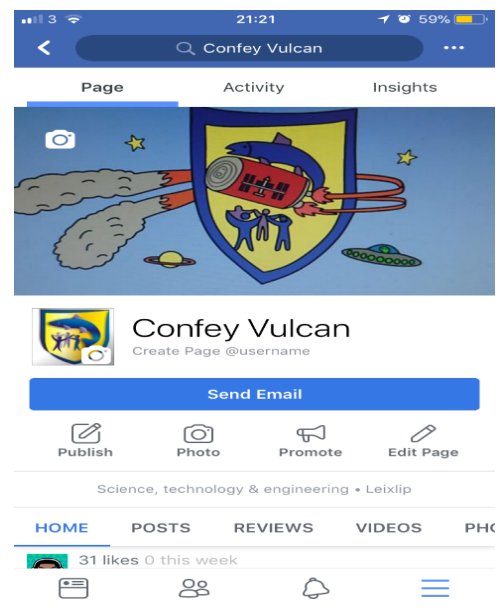 3 21:21 59%
Confey Vulcan
Page Activity Insights
Confey Vulcan
Create Page @username
Send Email
Publish Photo Promote Edit Page
Science, technology & engineering • Leixlip
HOME POSTS REVIEWS VIDEOS PHO
31 likes 0 this week